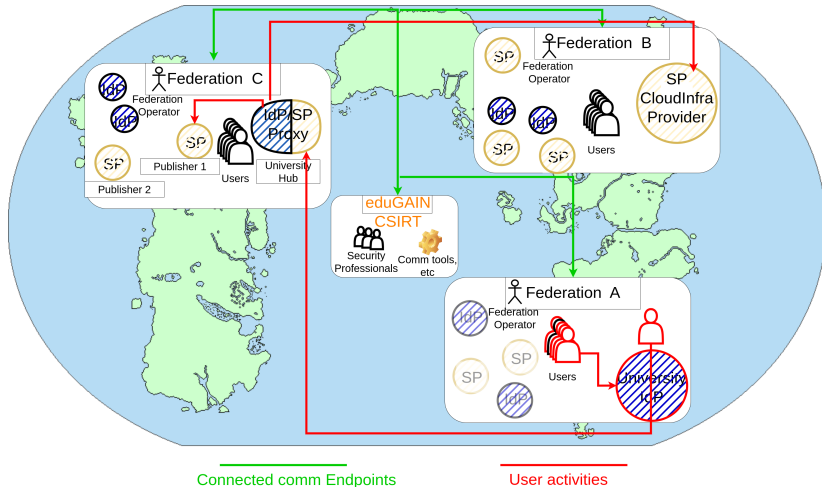 Federation B
SP
Federation
Operator
SP
CloudInfra
Provider
IdP
IdP
Users
SP
SP
Federation C
IdP
Federation
Operator
IdP
IdP/SP
Proxy
SP
Publisher 1
SP
Users
University
Hub
Publisher 2
eduGAIN
CSIRT
Security
Professionals
Comm tools,
etc
Federation A
IdP
Federation
Operator
SP
SP
Users
University
IdP
IdP
Connected comm Endpoints
User activities